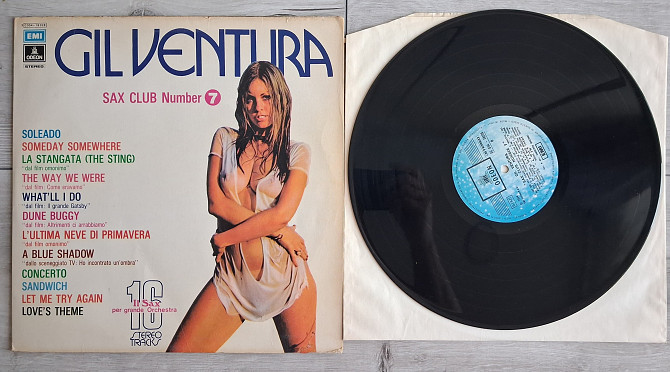 EMI
ODEON
STEREO
GIL VENTURA
SAX CLUB Number 7
SOLEADO
SOMEDAY SOMEWHERE
LA STANGATA (THE STING)
"dal film omonimo"
THE WAY WE WERE
"dal film: Come eravamo"
WHAT'LL I DO
"dal film: Il grande Gatsby"
DUNE BUGGY
"dal film: Altrimenti ci arrabbiamo"
L'ULTIMA NEVE DI PRIMAVERA
"dal film omonimo"
A BLUE SHADOW
"dallo sceneggiato TV: Ho incontrato un'ombra"
CONCERTO
SANDWICH
LET ME TRY AGAIN
LOVE'S THEME
16
Il Sax
per grande Orchestra
STEREO
TRACKS
EMI
ODEON